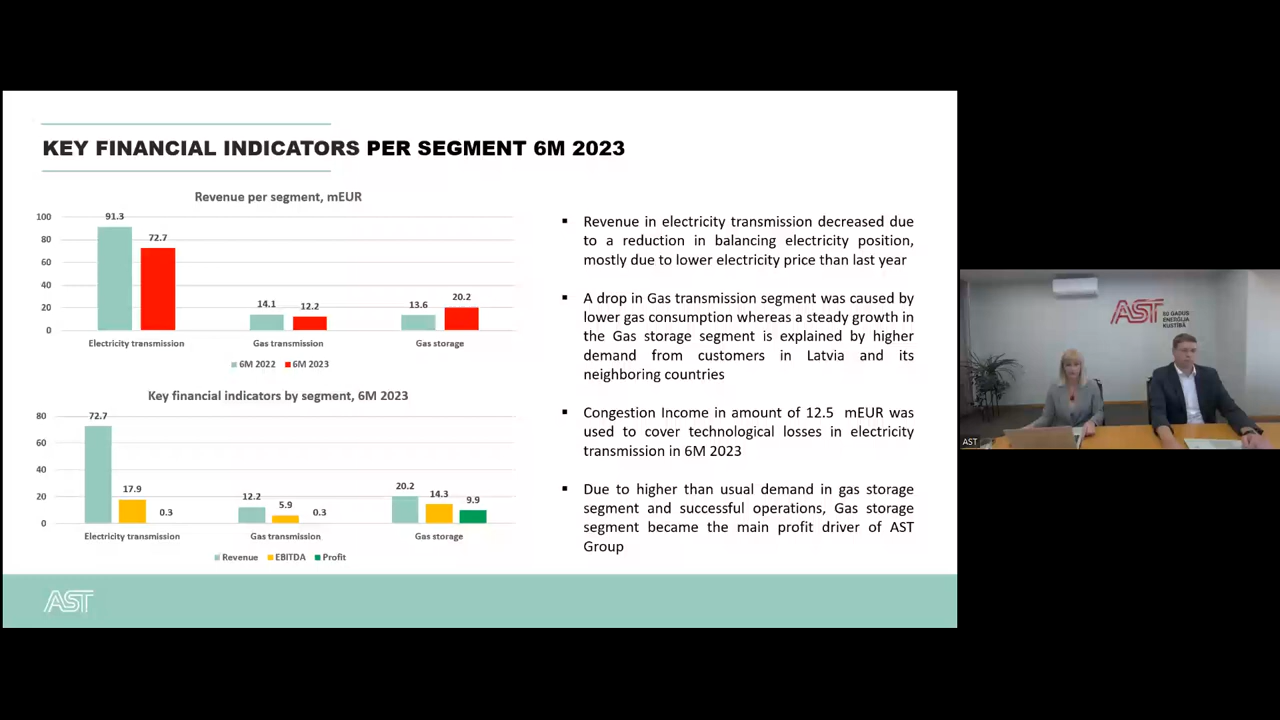 KEY FINANCIAL INDICATORS PER SEGMENT 6M 2023
Revenue per segment, mEUR
100
80
60
40
20
0
91.3
72.7
14.1
12.2
13.6
20.2
Electricity transmission
Gas transmission
Gas storage
6M 2022
6M 2023
Key financial indicators by segment, 6M 2023
80
60
40
20
0
72.7
17.9
0.3
12.2
5.9
0.3
20.2
14.3
9.9
Electricity transmission
Gas transmission
Gas storage
Revenue
EBITDA
Profit
▪ Revenue in electricity transmission decreased due
to a reduction in balancing electricity position,
mostly due to lower electricity price than last year
▪ A drop in Gas transmission segment was caused by
lower gas consumption whereas a steady growth in
the Gas storage segment is explained by higher
demand from customers in Latvia and its
neighboring countries
▪ Congestion Income in amount of 12.5 mEUR was
used to cover technological losses in electricity
transmission in 6M 2023
▪ Due to higher than usual demand in gas storage
segment and successful operations, Gas storage
segment became the main profit driver of AST
Group
AST
AST
GADUS
ENERĢIJA
KUSTĪBĀ
AST